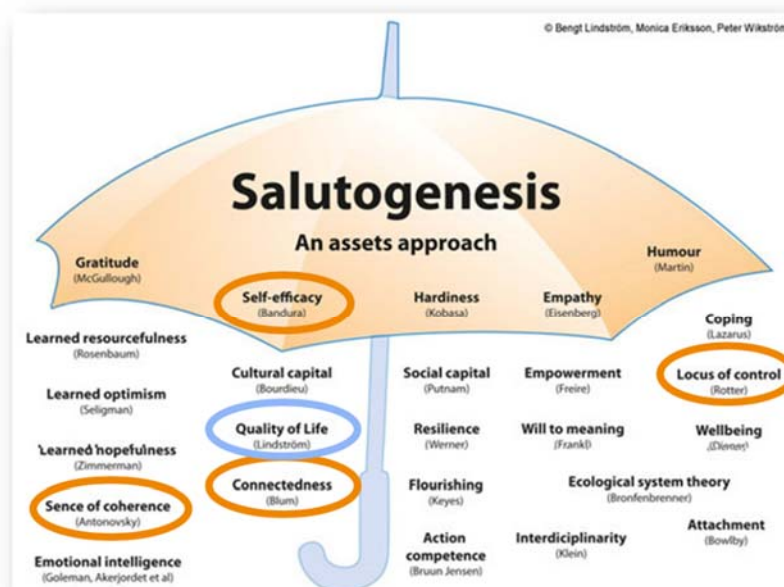 © Bengt Lindström, Monica Eriksson, Peter Wikström
Salutogenesis
An assets approach
Gratitude
(McGullough)
Humour
(Martin)
Self-efficacy
(Bandura)
Hardiness
(Kobasa)
Empathy
(Eisenberg)
Coping
(Lazarus)
Learned resourcefulness
(Rosenbaum)
Cultural capital
(Bourdieu)
Social capital
(Putnam)
Empowerment
(Freire)
Locus of control
(Rotter)
Learned optimism
(Seligman)
Quality of Life
(Lindström)
Resilience
(Werner)
Will to meaning
(Frankl)
Wellbeing
(Diener)
Learned hopefulness
(Zimmerman)
Connectedness
(Blum)
Flourishing
(Keyes)
Ecological system theory
(Bronfenbrenner)
Sence of coherence
(Antonovsky)
Action
competence
(Bruun Jensen)
Interdiciplinarity
(Klein)
Attachment
(Bowlby)
Emotional intelligence
(Goleman, Akerjordet et al)